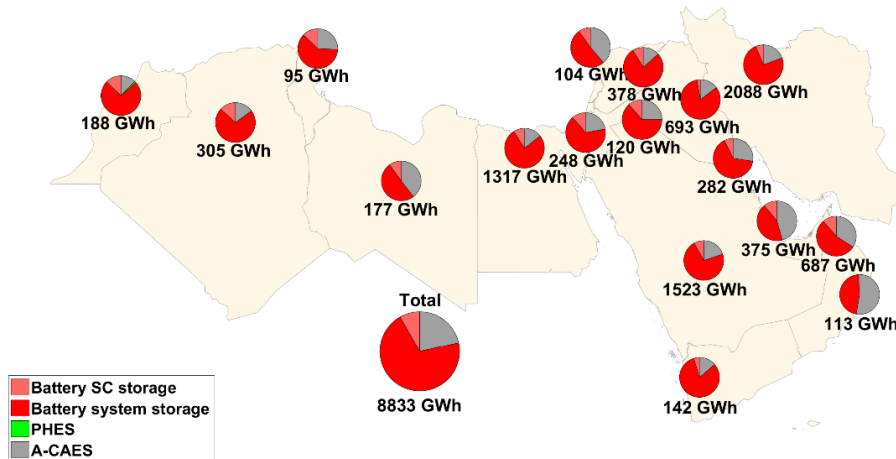 95 GWh
104 GWh
378 GWh
2088 GWh
188 GWh
305 GWh
693 GWh
120 GWh
248 GWh
1317 GWh
282 GWh
177 GWh
375 GWh
687 GWh
1523 GWh
113 GWh
Total
8833 GWh
142 GWh
Battery SC storage
Battery system storage
PHES
A-CAES